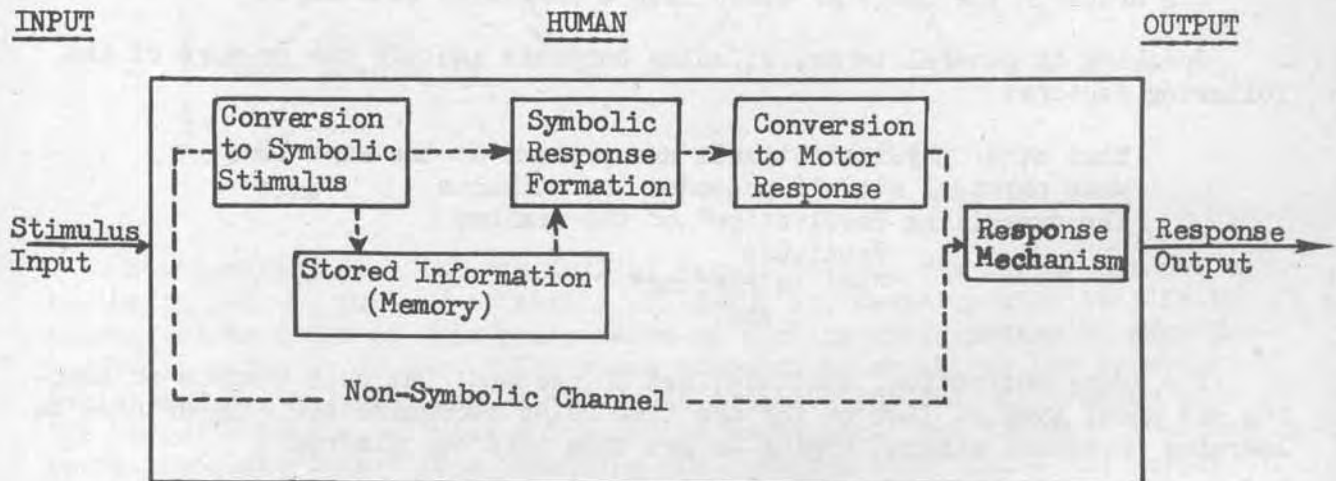 INPUT HUMAN OUTPUT
Conversion
to Symbolic
Stimulus
Symbolic
Response
Formation
Conversion
to Motor
Response
Stimulus
Input
Stored Information
(Memory)
Response
Mechanism
Response
Output
Non-Symbolic Channel